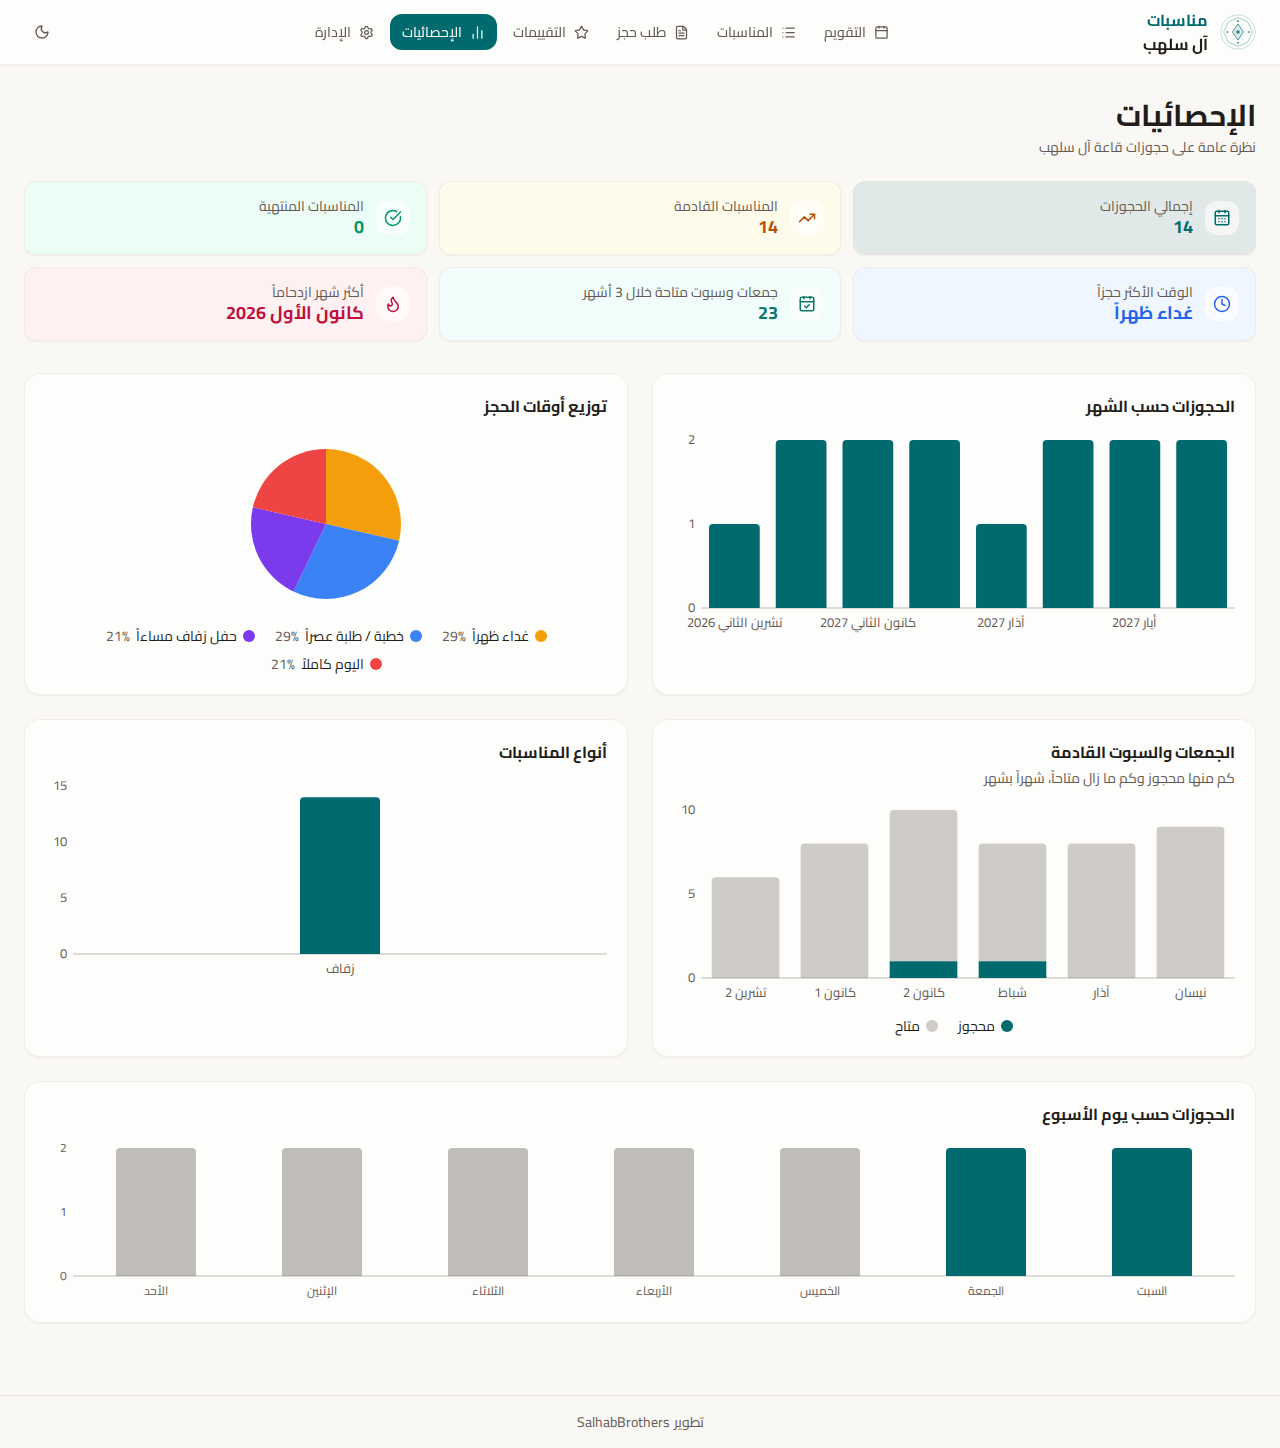 مناسبات
آل سلهب
التقويم
المناسبات
طلب حجز
التقييمات
الإحصائيات
الإدارة
الإحصائيات
نظرة عامة على حجوزات قاعة آل سلهب
إجمالي الحجوزات
14
المناسبات القادمة
14
المناسبات المنتهية
0
الوقت الأكثر حجزاً
غداء ظهراً
جمعات وسبوت متاحة خلال 3 أشهر
23
أكثر شهر ازدحاماً
كانون الأول 2026
الحجوزات حسب الشهر
2
1
0
تشرين الثاني 2026
كانون الثاني 2027
آذار 2027
أيار 2027
توزيع أوقات الحجز
غداء ظهراً 29%
خطبة / طلبة عصراً 29%
حفل زفاف مساءاً 21%
اليوم كاملاً 21%
الجمعات والسبوت القادمة
كم منها محجوز وكم ما زال متاحاً، شهراً بشهر
10
5
0
تشرين 2
كانون 1
كانون 2
شباط
آذار
نيسان
محجوز
متاح
أنواع المناسبات
15
10
5
0
زفاف
الحجوزات حسب يوم الأسبوع
2
1
0
الأحد
الإثنين
الثلاثاء
الأربعاء
الخميس
الجمعة
السبت
تطوير SalhabBrothers